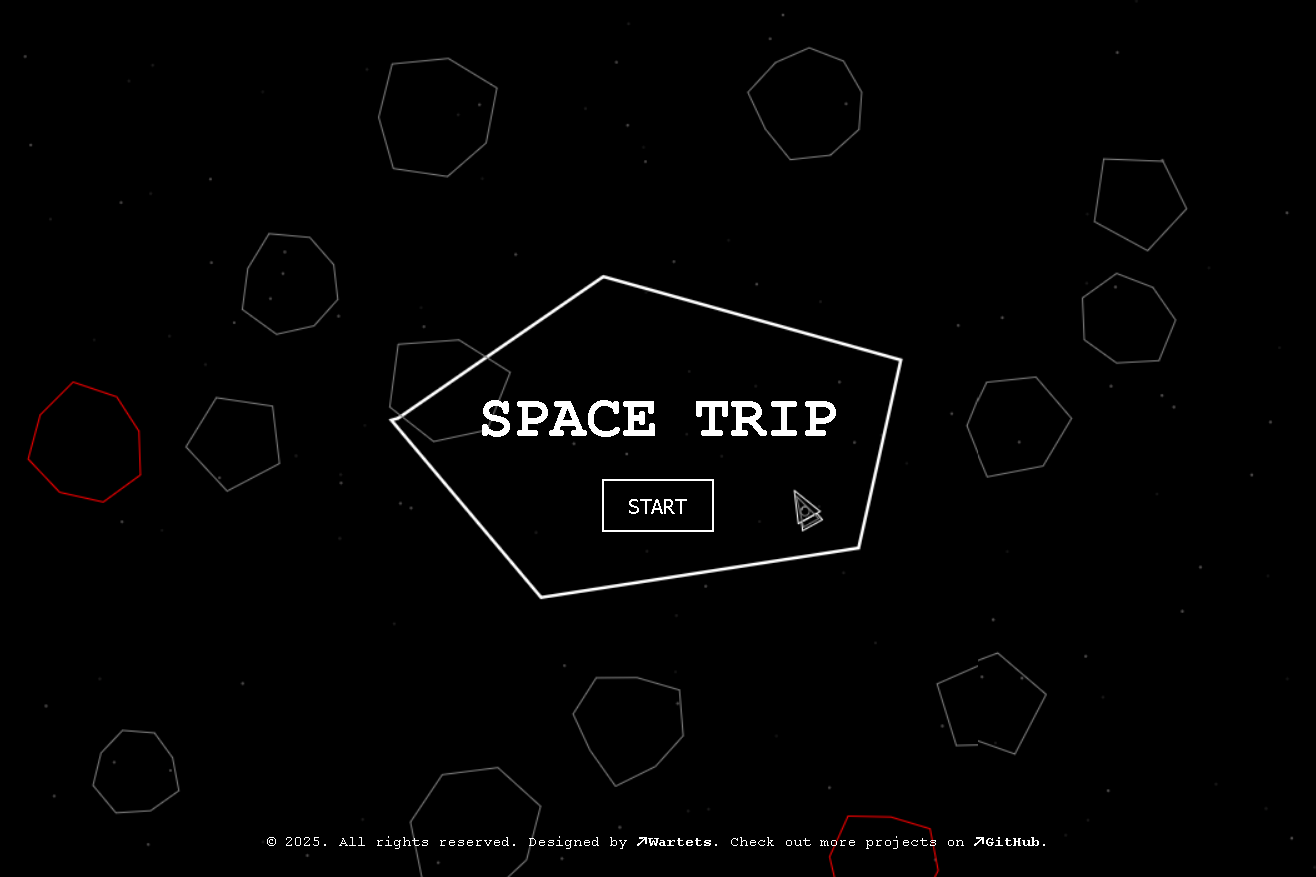 SPACE TRIP
START
© 2025. All rights reserved. Designed by ↗Wartets. Check out more projects on ↗GitHub.